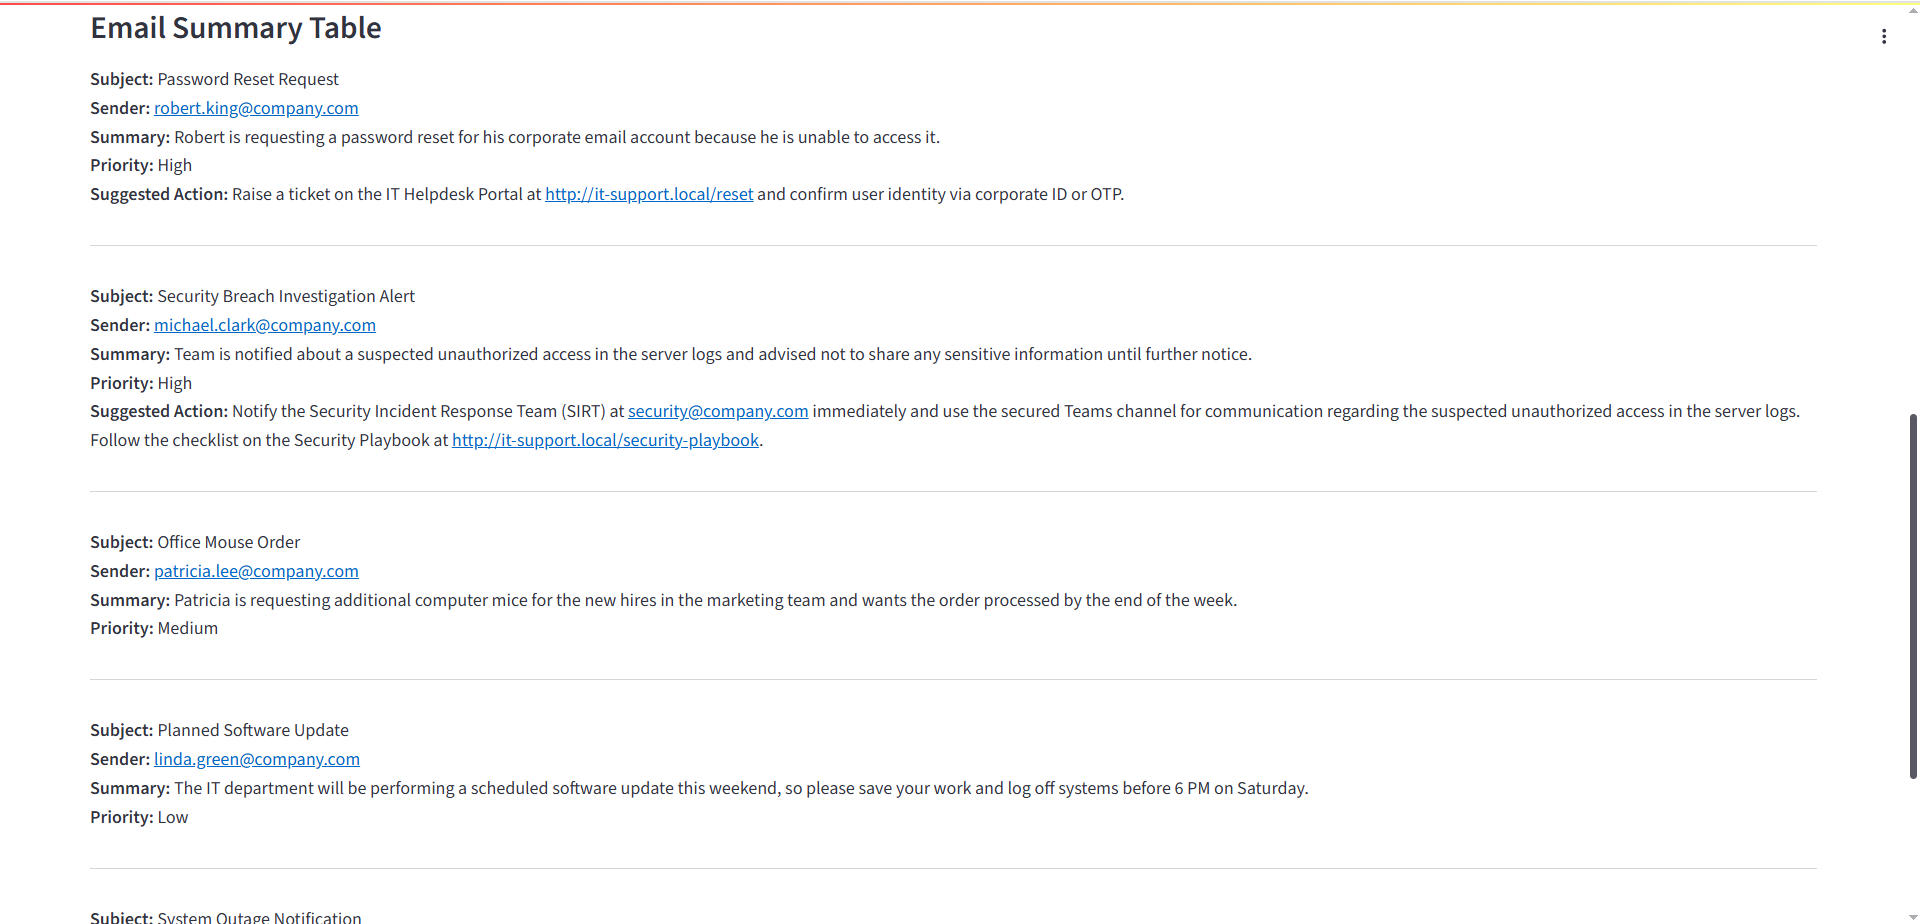 Email Summary Table
Subject: Password Reset Request
Sender: robert.king@company.com
Summary: Robert is requesting a password reset for his corporate email account because he is unable to access it.
Priority: High
Suggested Action: Raise a ticket on the IT Helpdesk Portal at http://it-support.local/reset and confirm user identity via corporate ID or OTP.
Subject: Security Breach Investigation Alert
Sender: michael.clark@company.com
Summary: Team is notified about a suspected unauthorized access in the server logs and advised not to share any sensitive information until further notice.
Priority: High
Suggested Action: Notify the Security Incident Response Team (SIRT) at security@company.com immediately and use the secured Teams channel for communication regarding the suspected unauthorized access in the server logs.
Follow the checklist on the Security Playbook at http://it-support.local/security-playbook.
Subject: Office Mouse Order
Sender: patricia.lee@company.com
Summary: Patricia is requesting additional computer mice for the new hires in the marketing team and wants the order processed by the end of the week.
Priority: Medium
Subject: Planned Software Update
Sender: linda.green@company.com
Summary: The IT department will be performing a scheduled software update this weekend, so please save your work and log off systems before 6 PM on Saturday.
Priority: Low
Subject: System Outage Notification